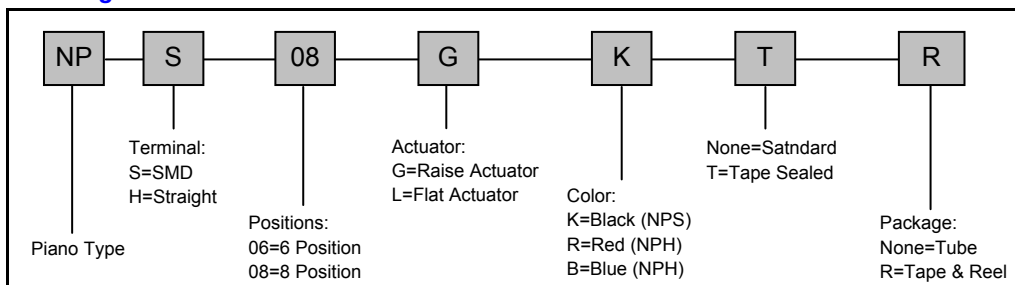 NP S 08 G K T R
Piano Type
Terminal:
S=SMD
H=Straight
Positions:
06=6 Position
08=8 Position
Actuator:
G=Raise Actuator
L=Flat Actuator
Color:
K=Black (NPS)
R=Red (NPH)
B=Blue (NPH)
None=Satndard
T=Tape Sealed
Package:
None=Tube
R=Tape & Reel